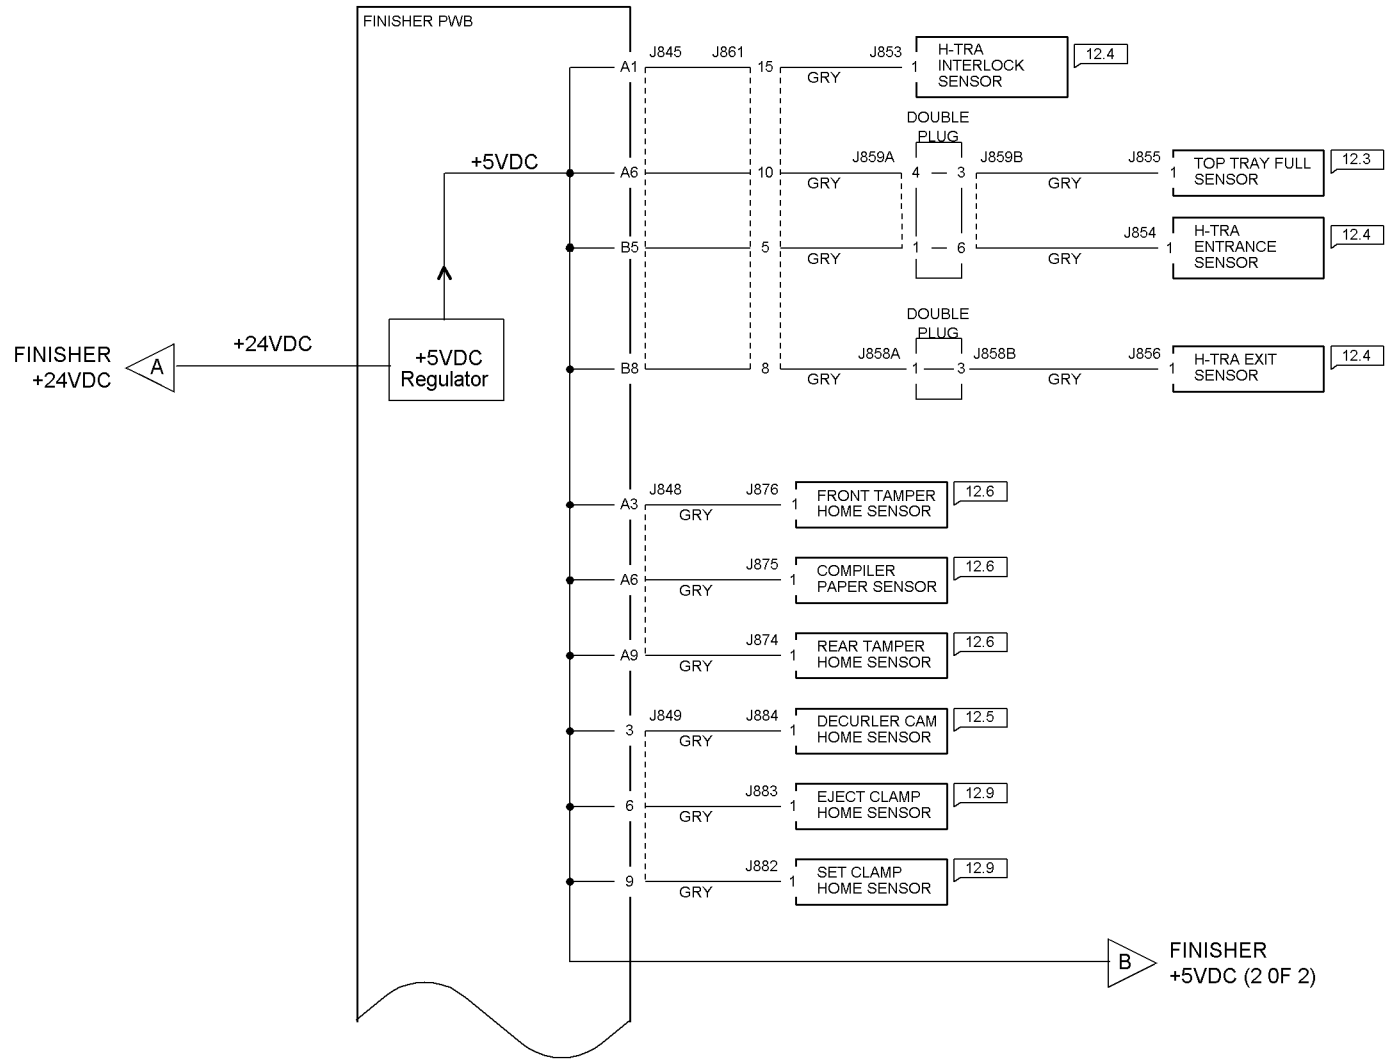 FINISHER PWB
A1 J845 J861 15 GRY J853 1
H-TRA
INTERLOCK
SENSOR
12.4
DOUBLE
PLUG
+5VDC
A6 10 GRY J859A 4 3 J859B GRY J855 1
TOP TRAY FULL
SENSOR
12.3
B5 5 GRY 1 6 GRY J854 1
H-TRA
ENTRANCE
SENSOR
12.4
DOUBLE
PLUG
FINISHER
+24VDC
A
+24VDC
+5VDC
Regulator
B8 8 GRY J858A 1 3 J858B GRY J856 1
H-TRA EXIT
SENSOR
12.4
A3 J848 GRY J876 1
FRONT TAMPER
HOME SENSOR
12.6
A6 GRY J875 1
COMPILER
PAPER SENSOR
12.6
A9 GRY J874 1
REAR TAMPER
HOME SENSOR
12.6
3 J849 GRY J884 1
DECURLER CAM
HOME SENSOR
12.5
6 GRY J883 1
EJECT CLAMP
HOME SENSOR
12.9
9 GRY J882 1
SET CLAMP
HOME SENSOR
12.9
B
FINISHER
+5VDC (2 0F 2)